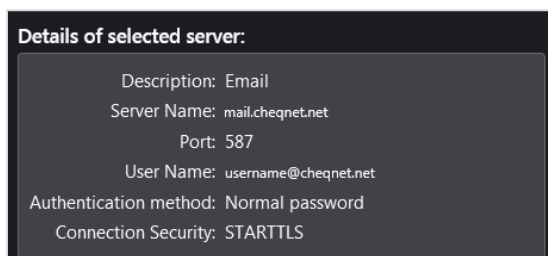 Details of selected server:
Description: Email
Server Name: mail.cheqnet.net
Port: 587
User Name: username@cheqnet.net
Authentication method: Normal password
Connection Security: STARTTLS